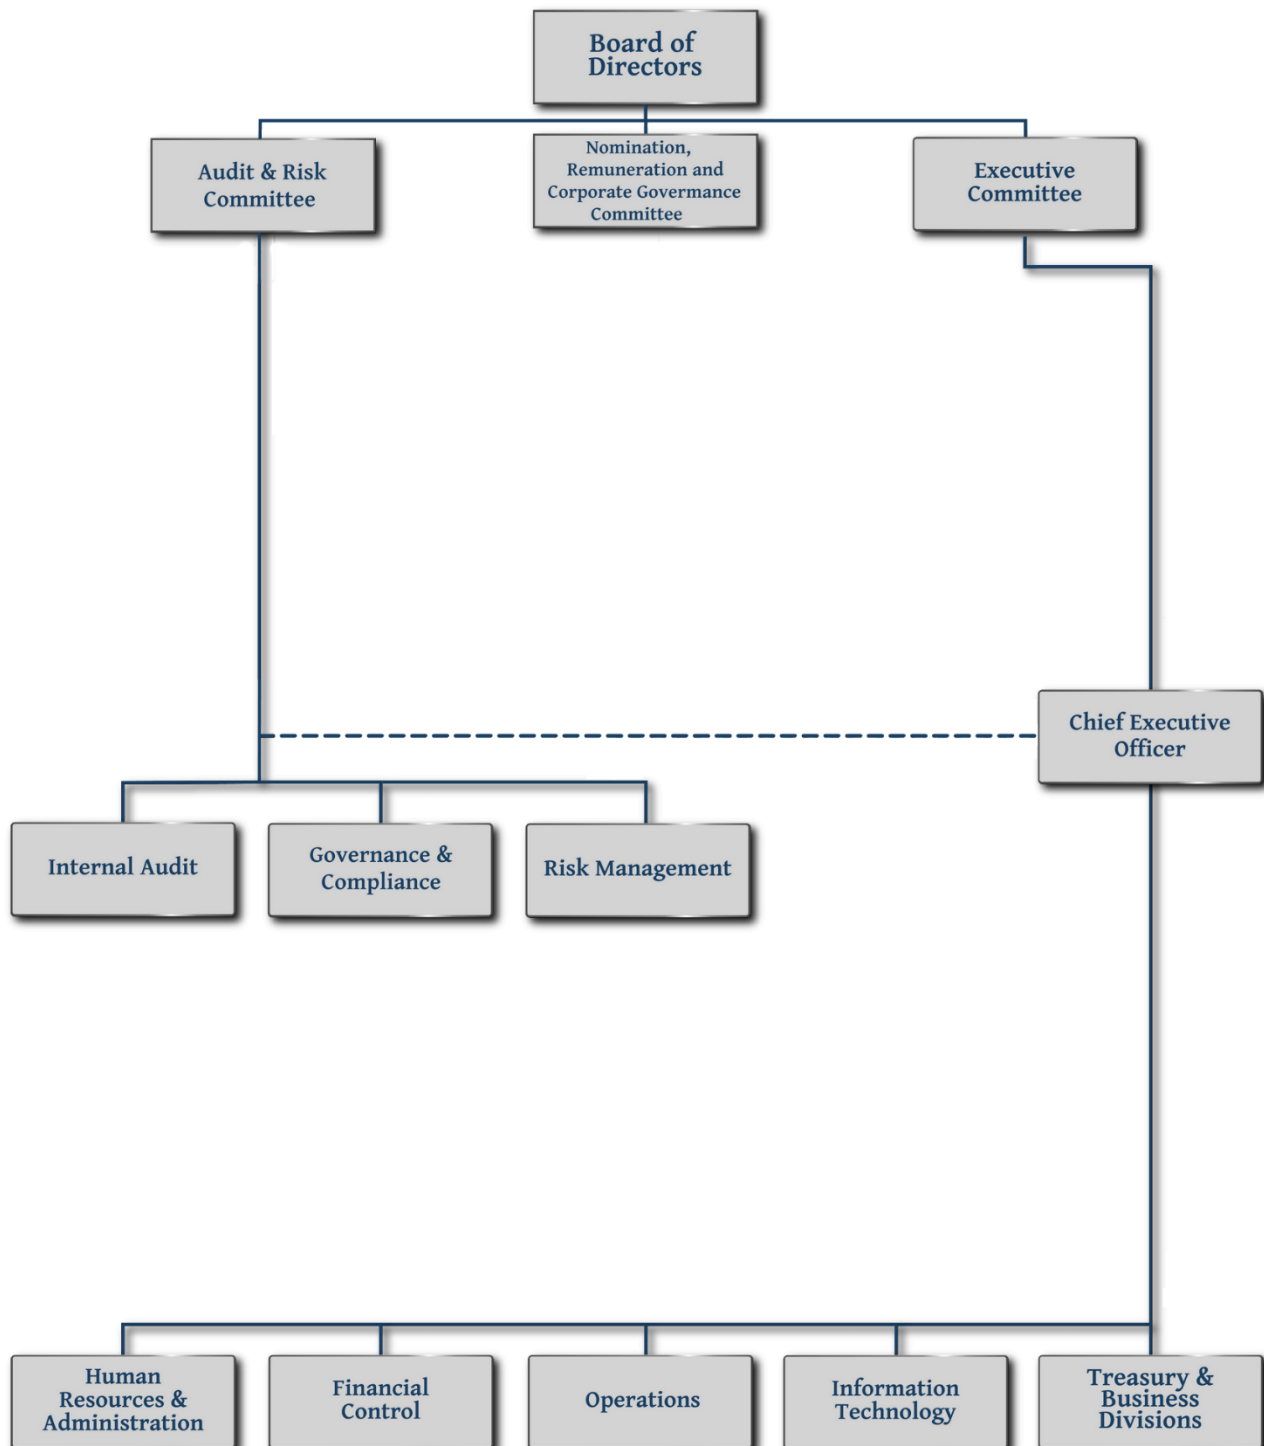 Board of
Directors
Audit & Risk
Committee
Nomination,
Remuneration and
Corporate Govermance
Committee
Executive
Committee
Chief Executive
Officer
Internal Audit
Governance &
Compliance
Risk Management
Human
Resources &
Administration
Financial
Control
Operations
Information
Technology
Treasury &
Business
Divisions